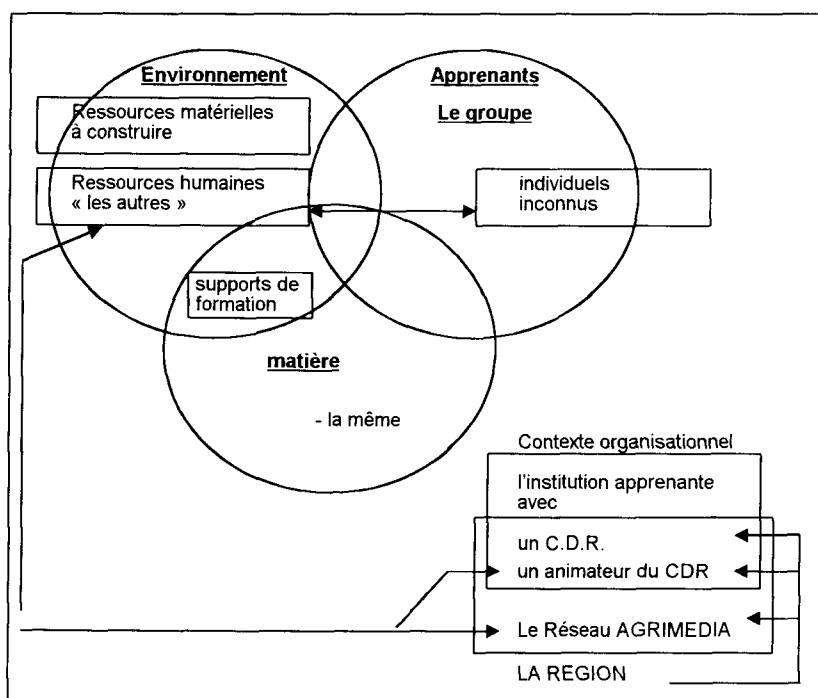 Environnement
Ressources matérielles
à construire
Ressources humaines
« les autres »
Apprenants
Le groupe
individuels
inconnus
supports de
formation
matière
- la même
Contexte organisationnel
l'institution apprenante
avec
un C.D.R.
un animateur du CDR
Le Réseau AGRIMEDIA
LA REGION